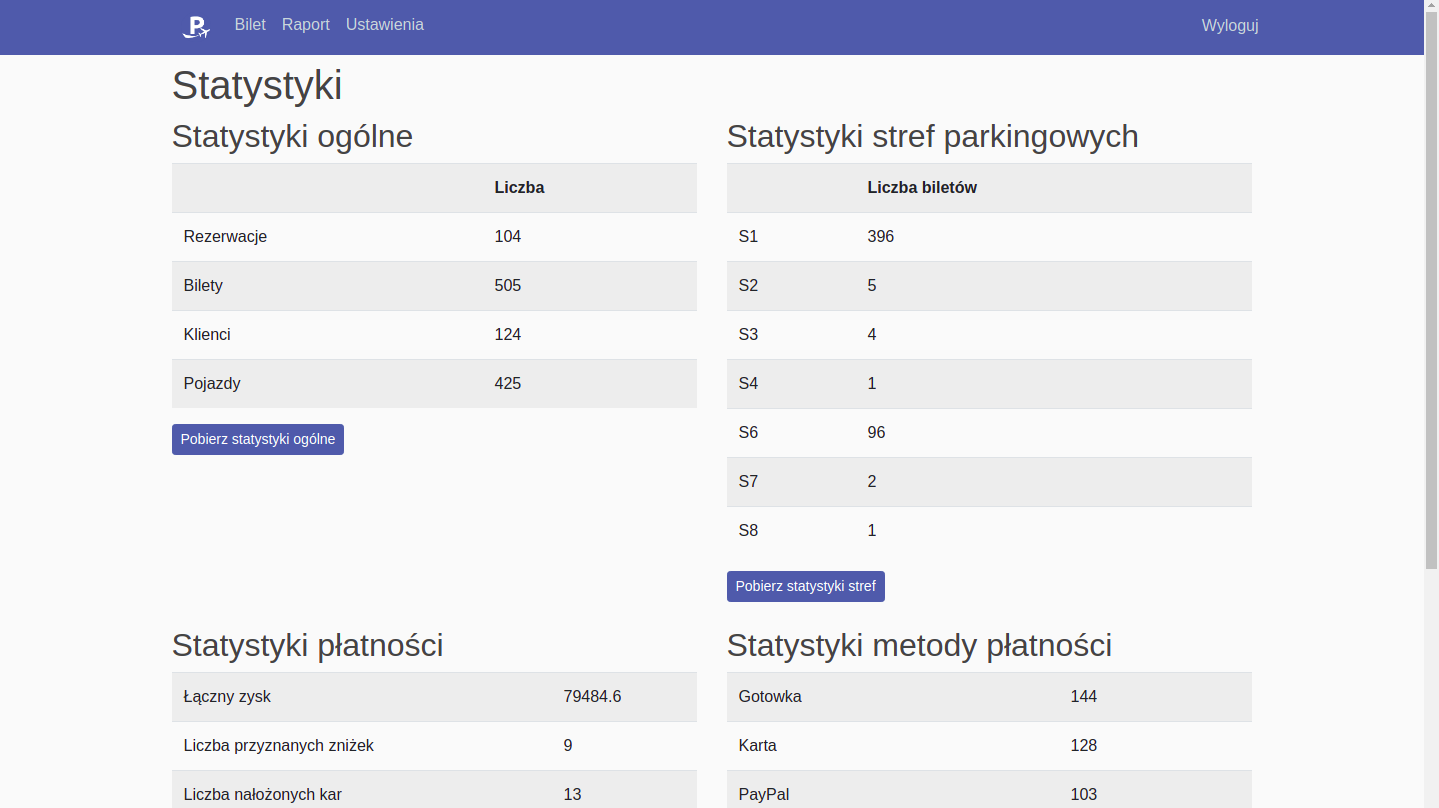 P
Bilet Raport Ustawienia Wyloguj
Statystyki
Statystyki ogólne
Liczba
Rezerwacje 104
Bilety 505
Klienci 124
Pojazdy 425
Pobierz statystyki ogólne
Statystyki stref parkingowych
Liczba biletów
S1 396
S2 5
S3 4
S4 1
S6 96
S7 2
S8 1
Pobierz statystyki stref
Statystyki płatności
Łączny zysk 79484.6
Liczba przyznanych zniżek 9
Liczba nałożonych kar 13
Statystyki metody płatności
Gotowka 144
Karta 128
PayPal 103